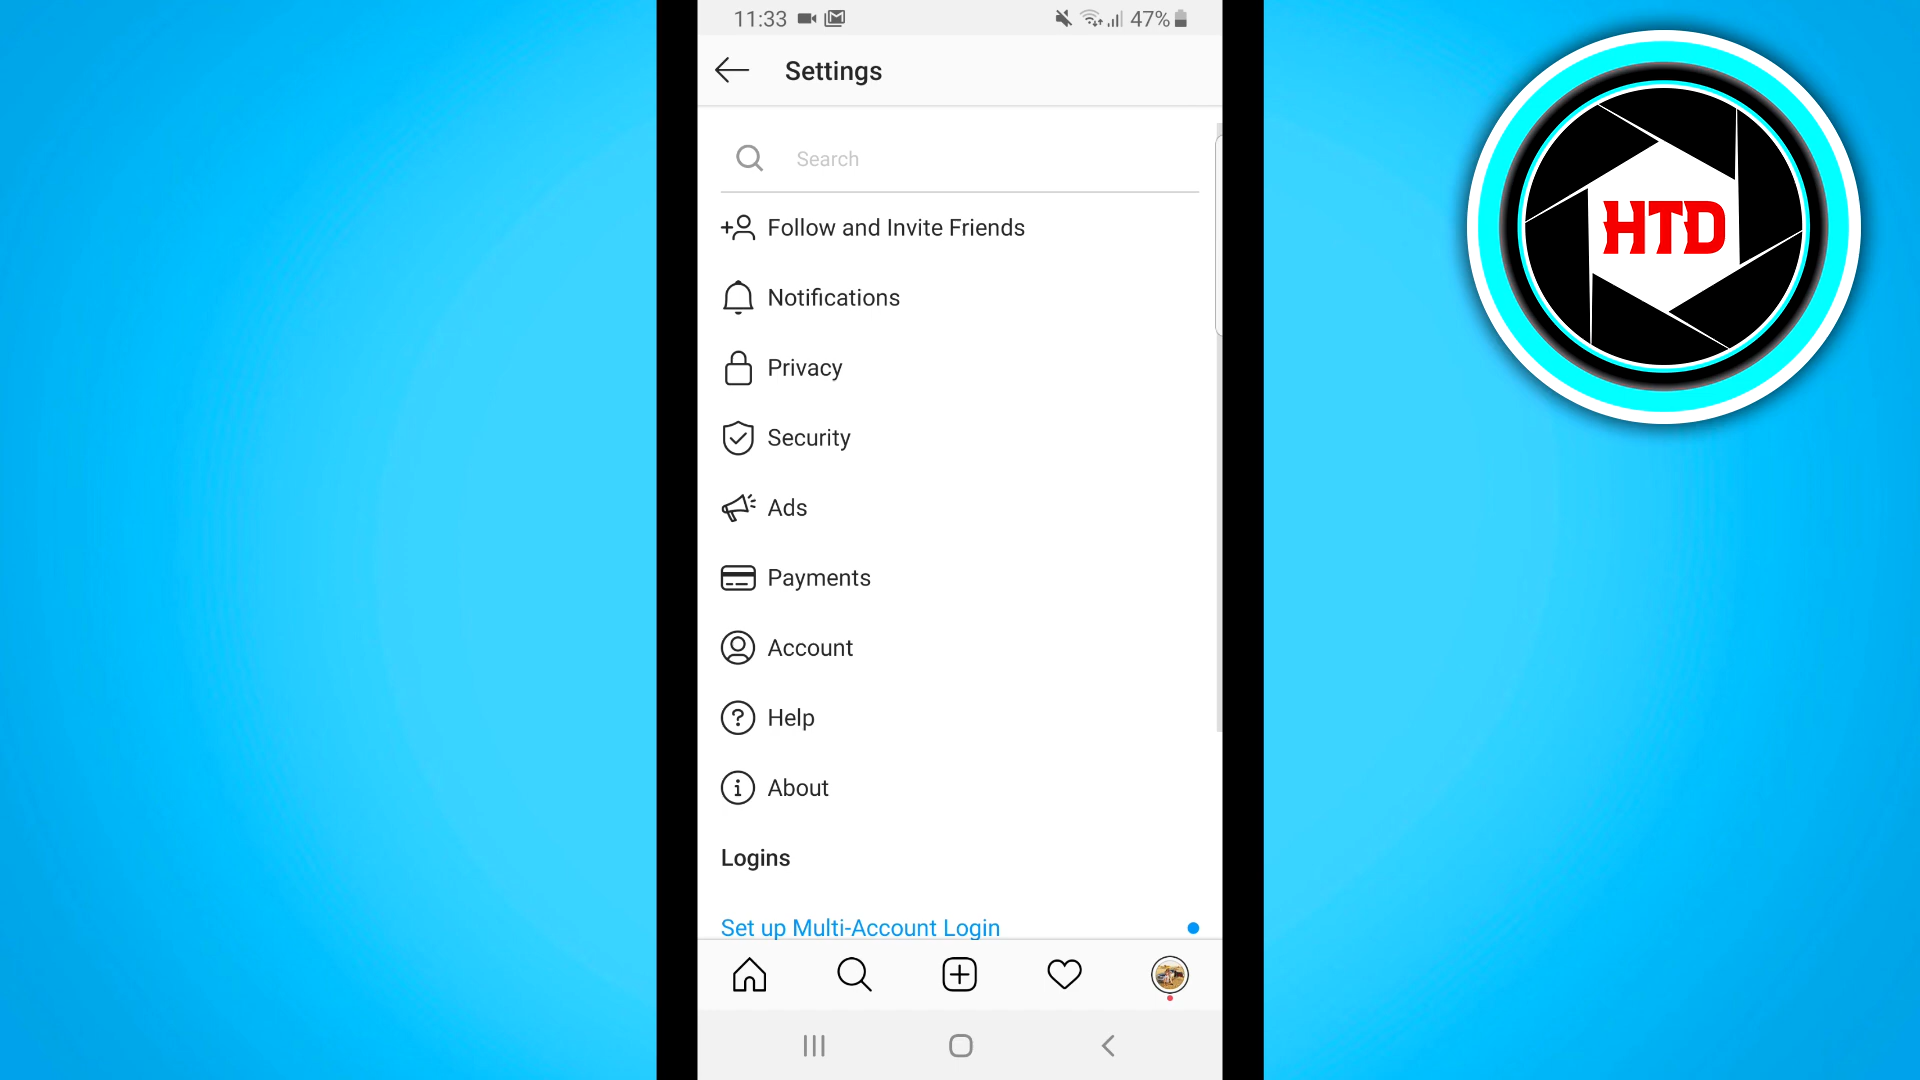 11:33
47%
Settings
Search
Follow and Invite Friends
Notifications
Privacy
Security
Ads
Payments
Account
Help
About
Logins
Set up Multi-Account Login
HTD